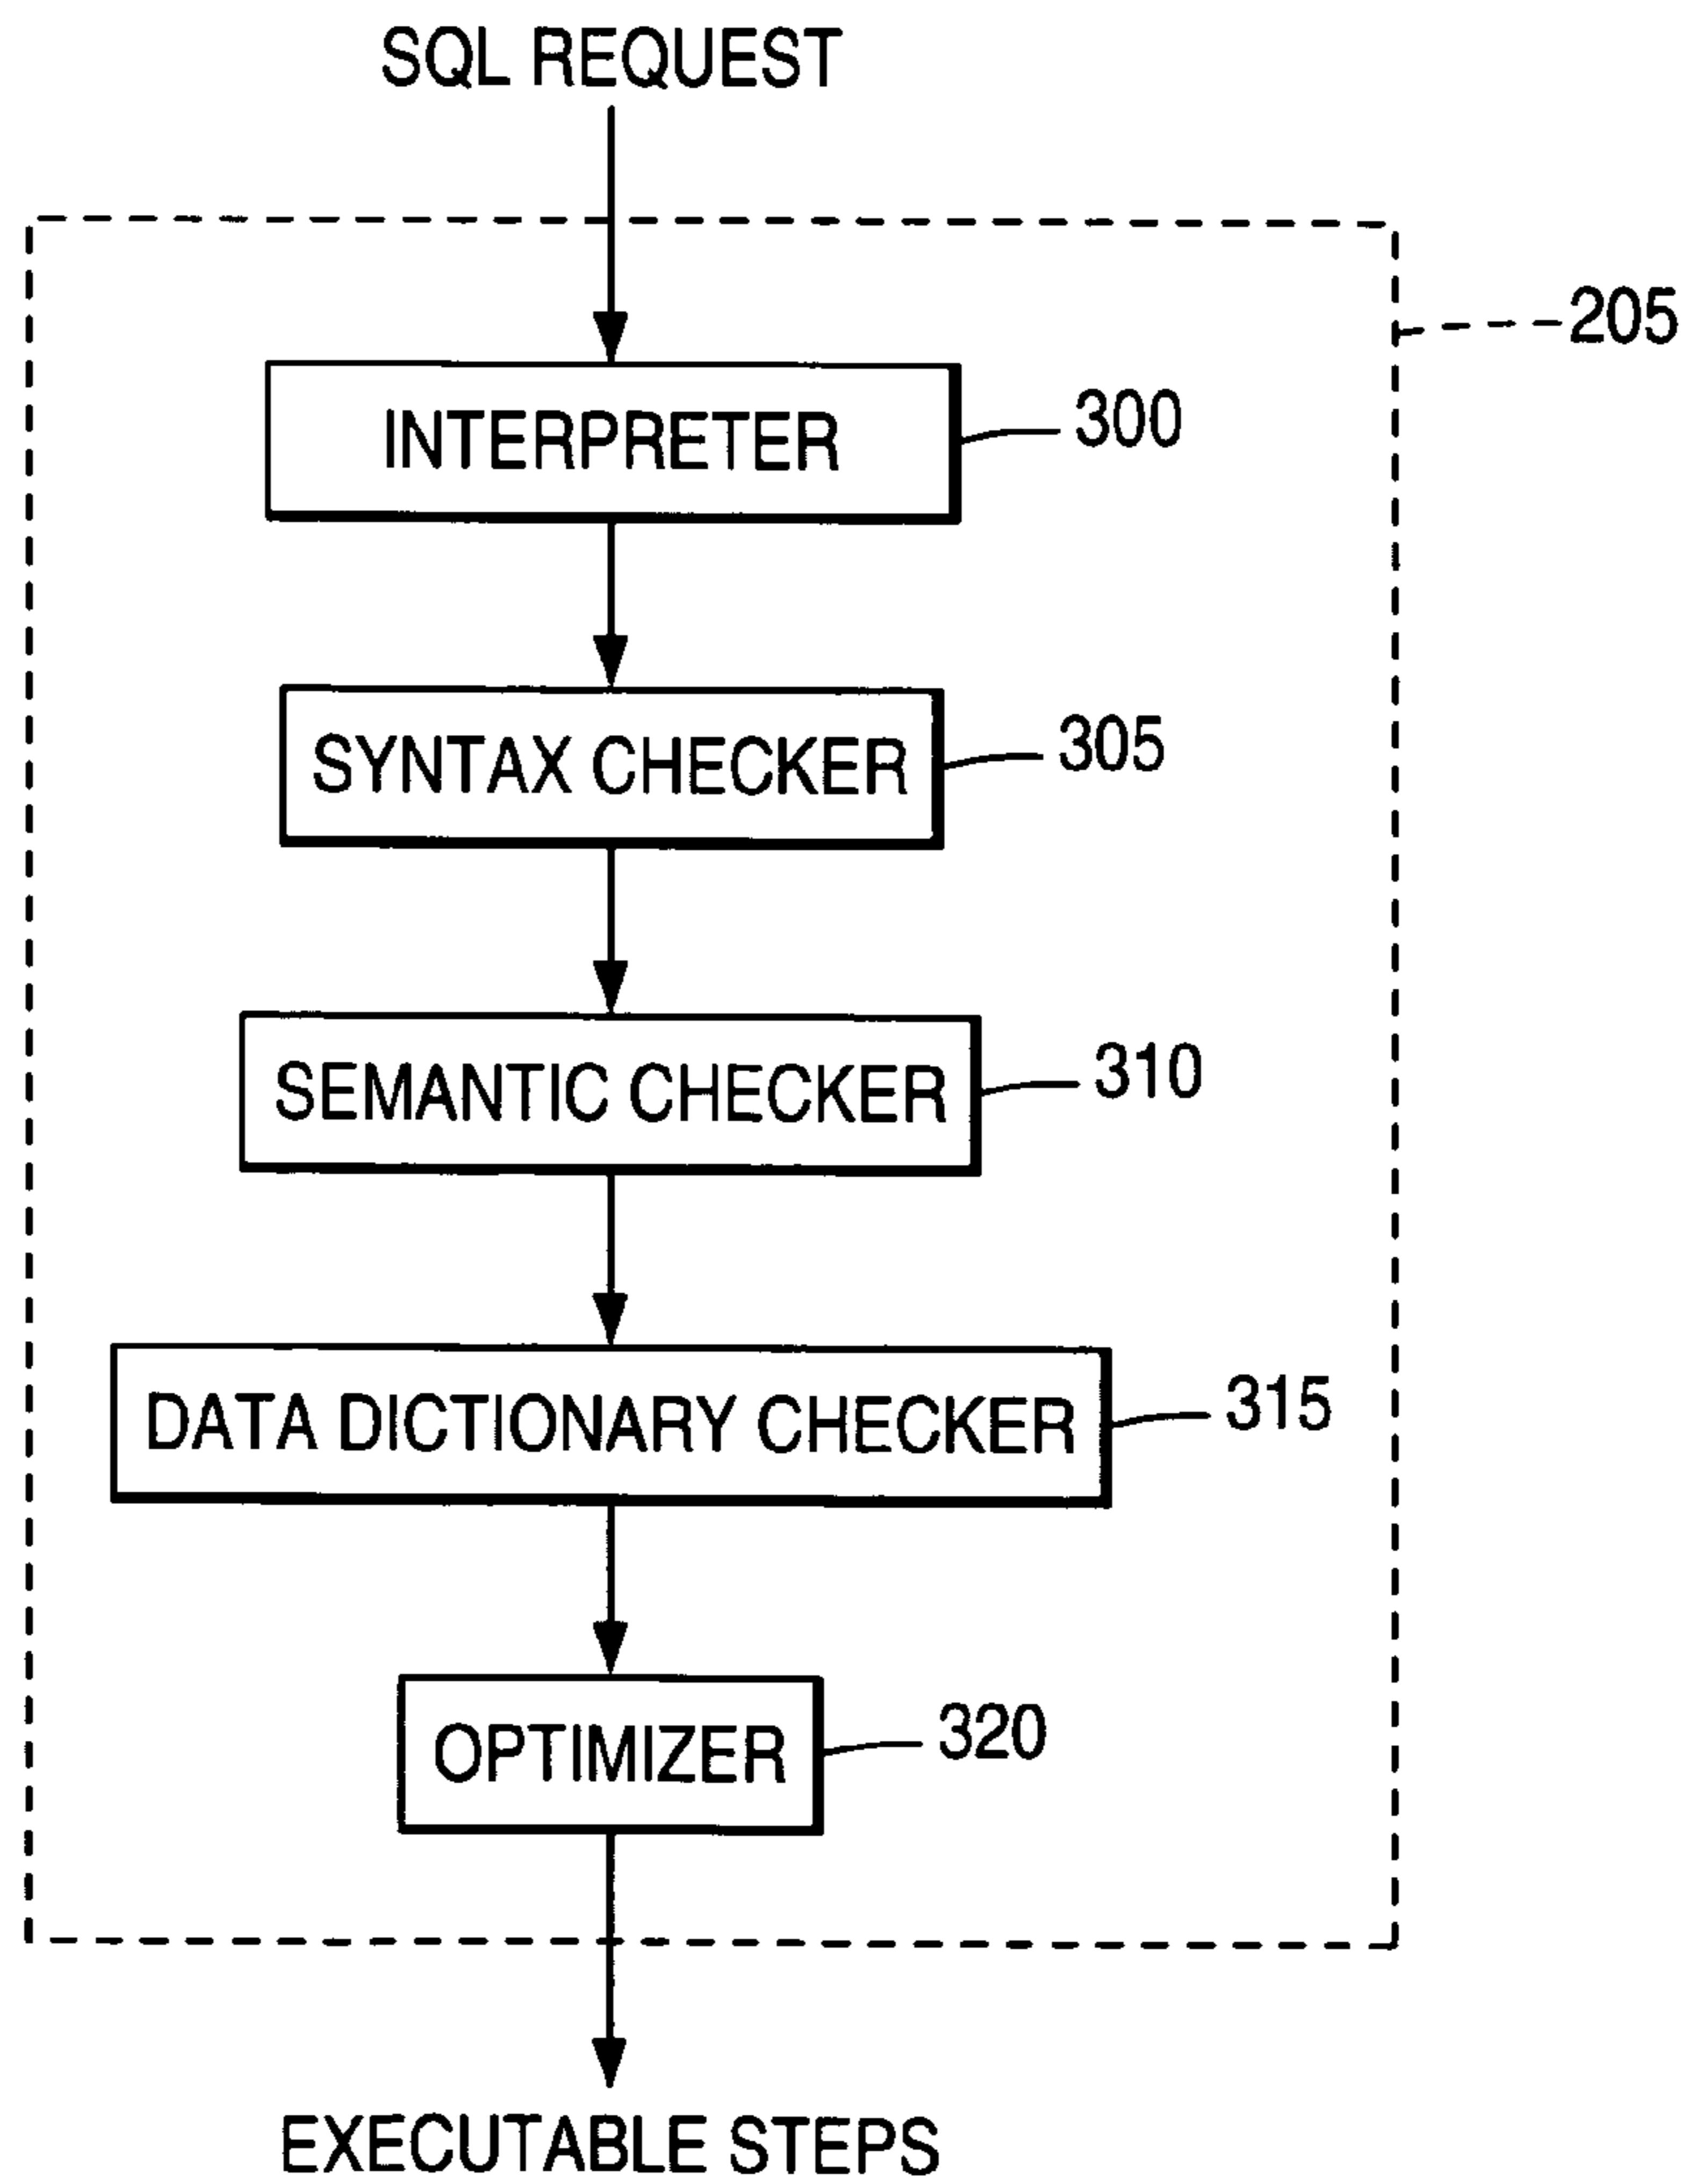 SQL REQUEST
205
INTERPRETER 300
SYNTAX CHECKER 305
SEMANTIC CHECKER 310
DATA DICTIONARY CHECKER 315
OPTIMIZER 320
EXECUTABLE STEPS